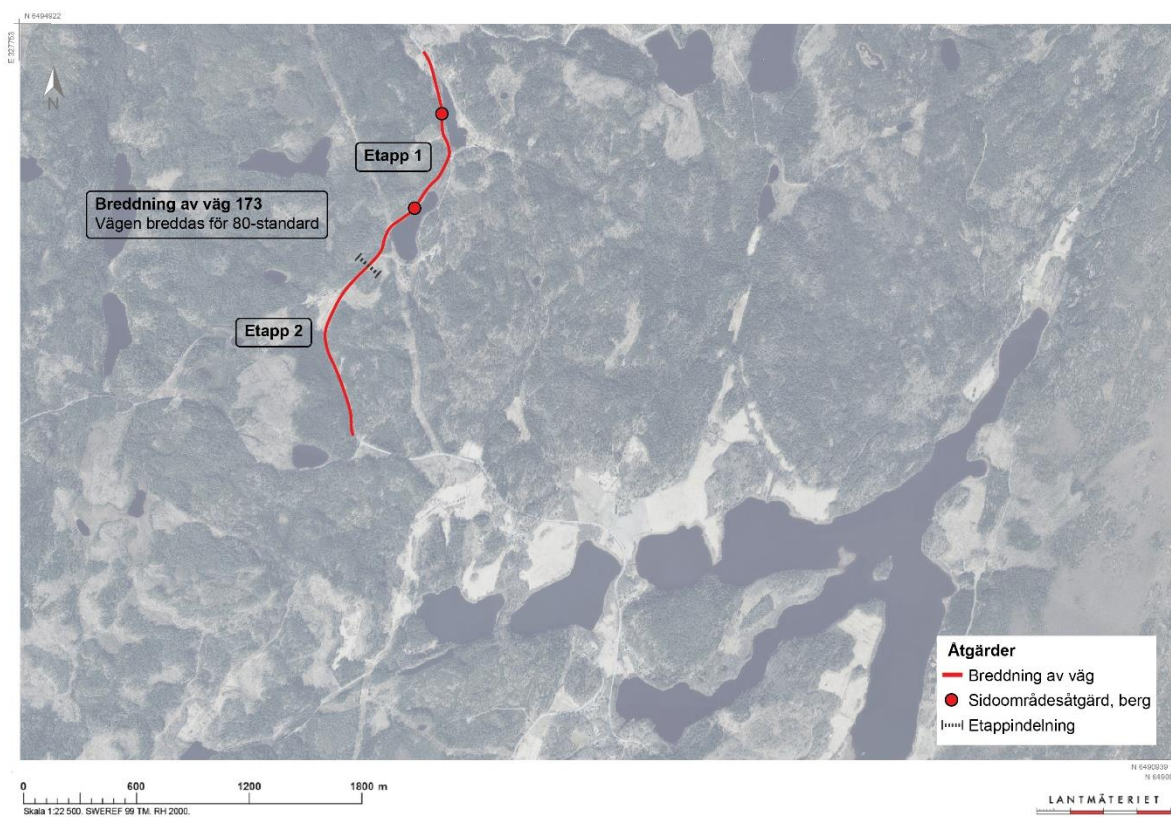 N 6494922
E 327753
N
Etapp 1
Breddning av väg 173
Vägen breddas för 80-standard
Etapp 2
Åtgärder
Breddning av väg
Sidoområdesåtgärd, berg
Etappindelning
N 6490939
0 600 1200 1800 m
Skala 1:22 500. SWEREF 99 TM. RH 2000.
LANTMÄTERIET